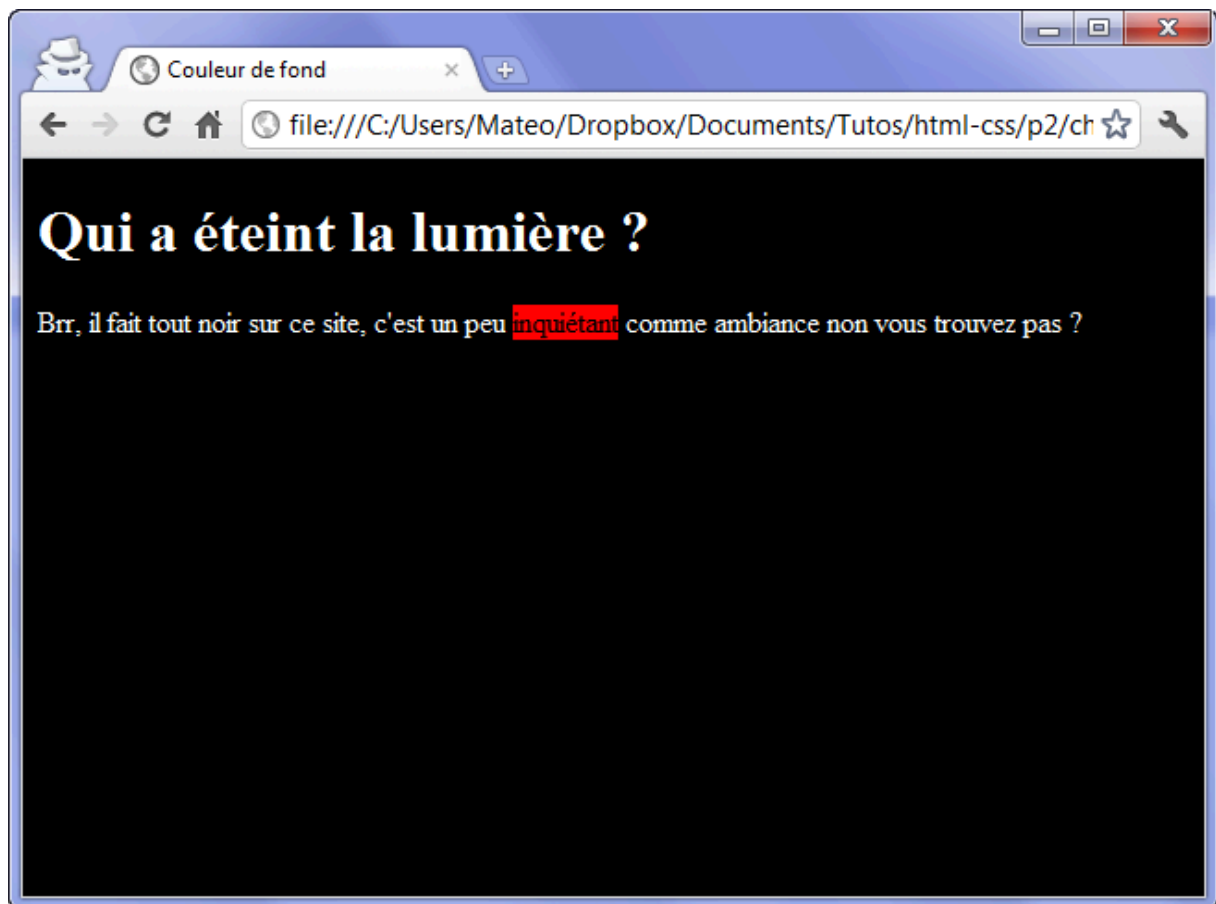 Couleur de fond
file:///C:/Users/Mateo/Dropbox/Documents/Tutos/html-css/p2/ch
Qui a éteint la lumière ?
Brr, il fait tout noir sur ce site, c'est un peu inquiétant comme ambiance non vous trouvez pas ?